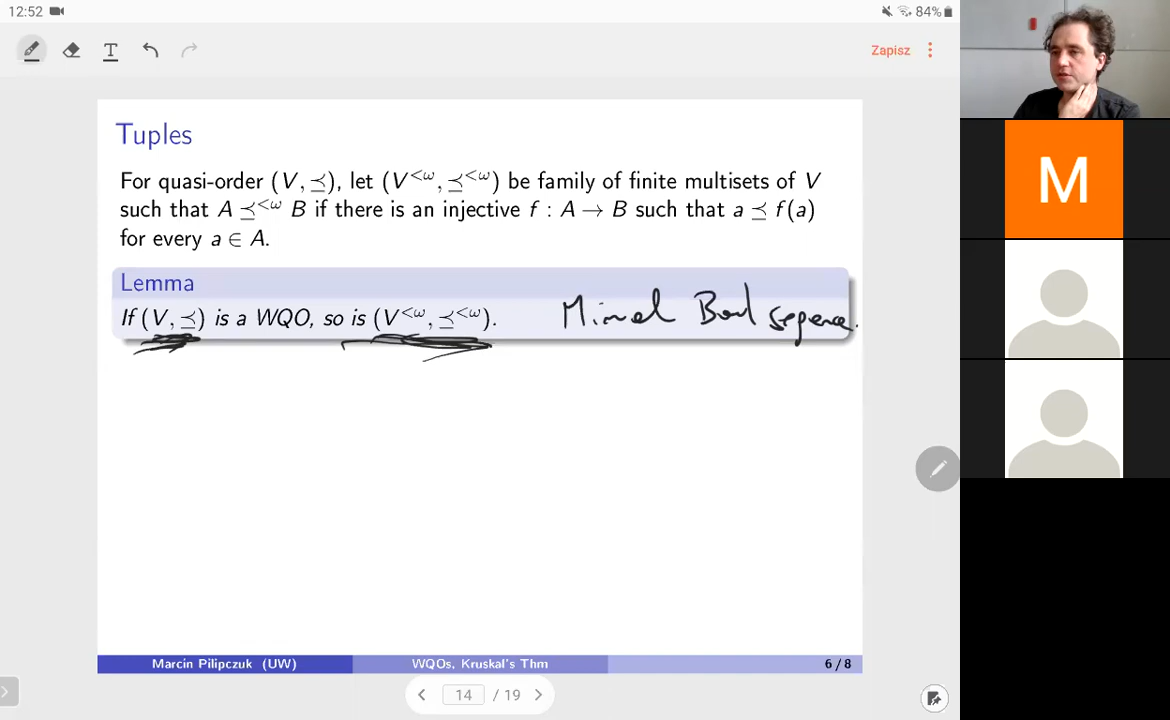 12:52
84%
T
Zapisz
M
Tuples
For quasi-order (V, ⪯), let (V^{<ω}, ⪯^{<ω}) be family of finite multisets of V
such that A ⪯^{<ω} B if there is an injective f : A → B such that a ⪯ f(a)
for every a ∈ A.
Lemma
If (V, ⪯) is a WQO, so is (V^{<ω}, ⪯^{<ω}).
Bad
Marcin Pilipczuk (UW) WQOs, Kruskal's Thm 6 / 8
14 / 19